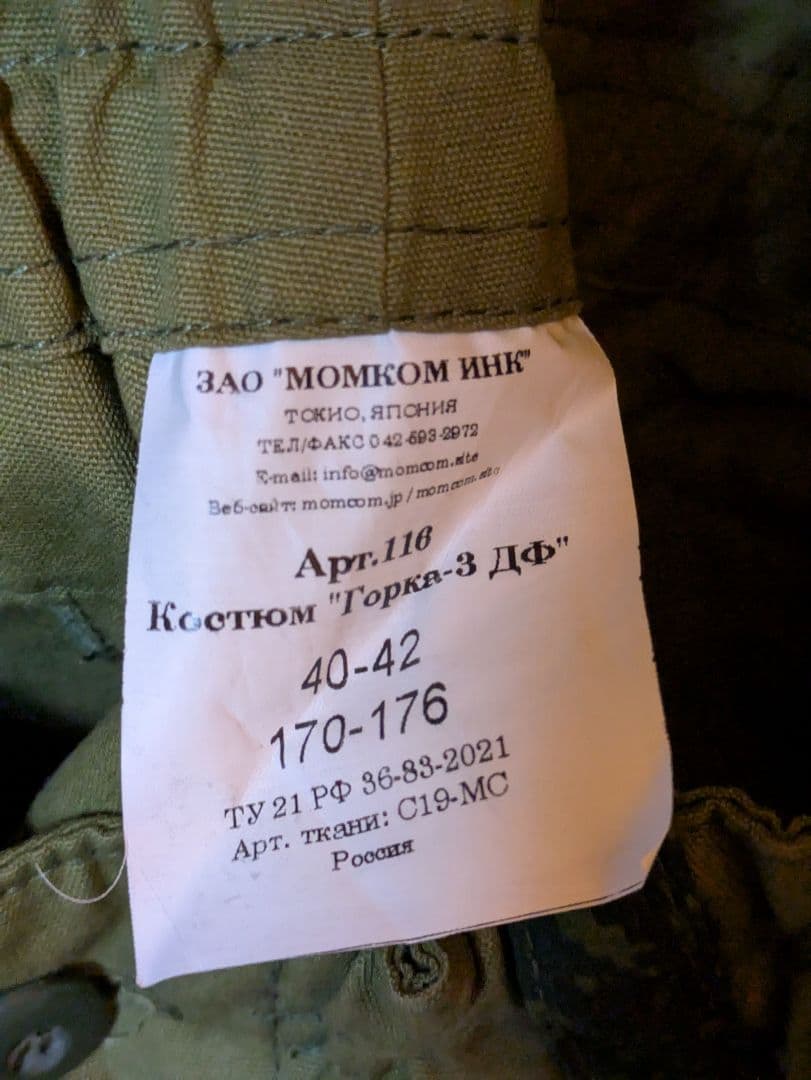 ЗАО "МОМКОМ ИНК"
ТОКИО, ЯПОНИЯ
ТЕЛ/ФАКС 042-593-2972
E-mail: info@momcom.site
Веб-сайт: momcom.jp / momcom.site
Арт.116
Костюм "Горка-3 ДФ"
40-42
170-176
ТУ 21 РФ 36-83-2021
Арт. ткани: С19-МС
Россия